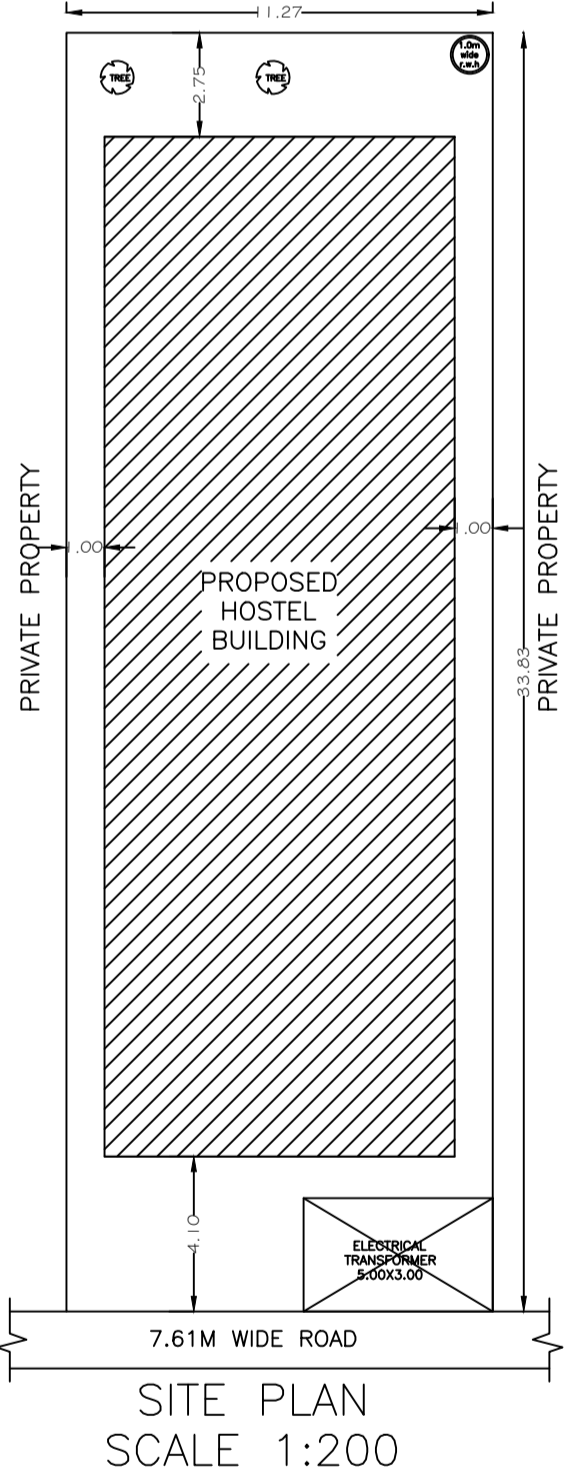 11.27
TREE
TREE
1.0m
wide
r.w.h
2.75
PRIVATE PROPERTY
1.00
PROPOSED
HOSTEL
BUILDING
1.00
33.83
PRIVATE PROPERTY
4.10
ELECTRICAL
TRANSFORMER
5.00X3.00
7.61M WIDE ROAD
SITE PLAN
SCALE 1:200